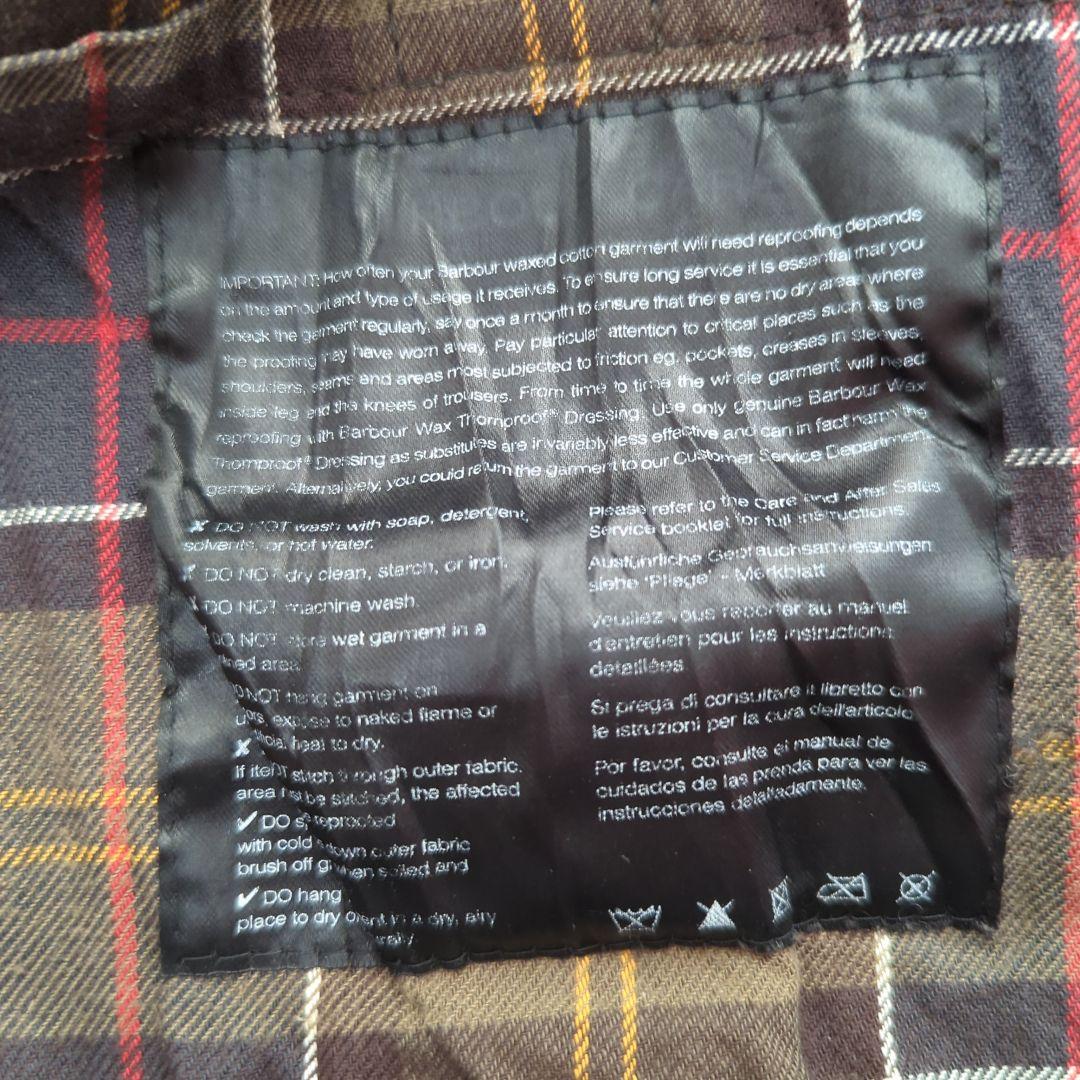 IMPORTANT: How often your Barbour waxed cotton garment will need reproofing depends
on the amount and type of usage it receives. To ensure long service it is essential that you
check the garment regularly, say once a month to ensure that there are no dry areas where
the proofing may have worn away. Pay particular attention to critical places such as the
shoulders, seams and areas most subjected to friction eg. pockets, creases in sleeves,
inside leg and the knees of trousers. From time to time the whole garment will need
reproofing with Barbour Wax Thornproof® Dressing. Use only genuine Barbour Wax
Thornproof® Dressing as substitutes are invariably less effective and can in fact harm the
garment. Alternatively, you could return the garment to our Customer Service Department
✘ DO NOT wash with soap, detergent,
solvents, or hot water.
✘ DO NOT dry clean, starch, or iron.
✘ DO NOT machine wash.
DO NOT store wet garment in a
area
DO NOT hang garment on
expose to naked flame or
✘ heat to dry.
If stitch through outer fabric.
area be stitched, the affected
✔ DO reproofed
with cold down outer fabric
brush off when soiled and
✔ DO hang
place to dry in a dry, airy
Please refer to the Care and After Sales
Service booklet for full instructions.
Ausführliche Gebrauchsanweisungen
siehe "Pflege" - Merkblatt
Veuillez vous reporter au manuel
d'entretien pour les instructions
detaillées
Si prega di consultare il libretto con
le istruzioni per la cura dell'articolo
Por favor, consulte el manual de
cuidados de las prenda para ver las
instrucciones detalladamente.